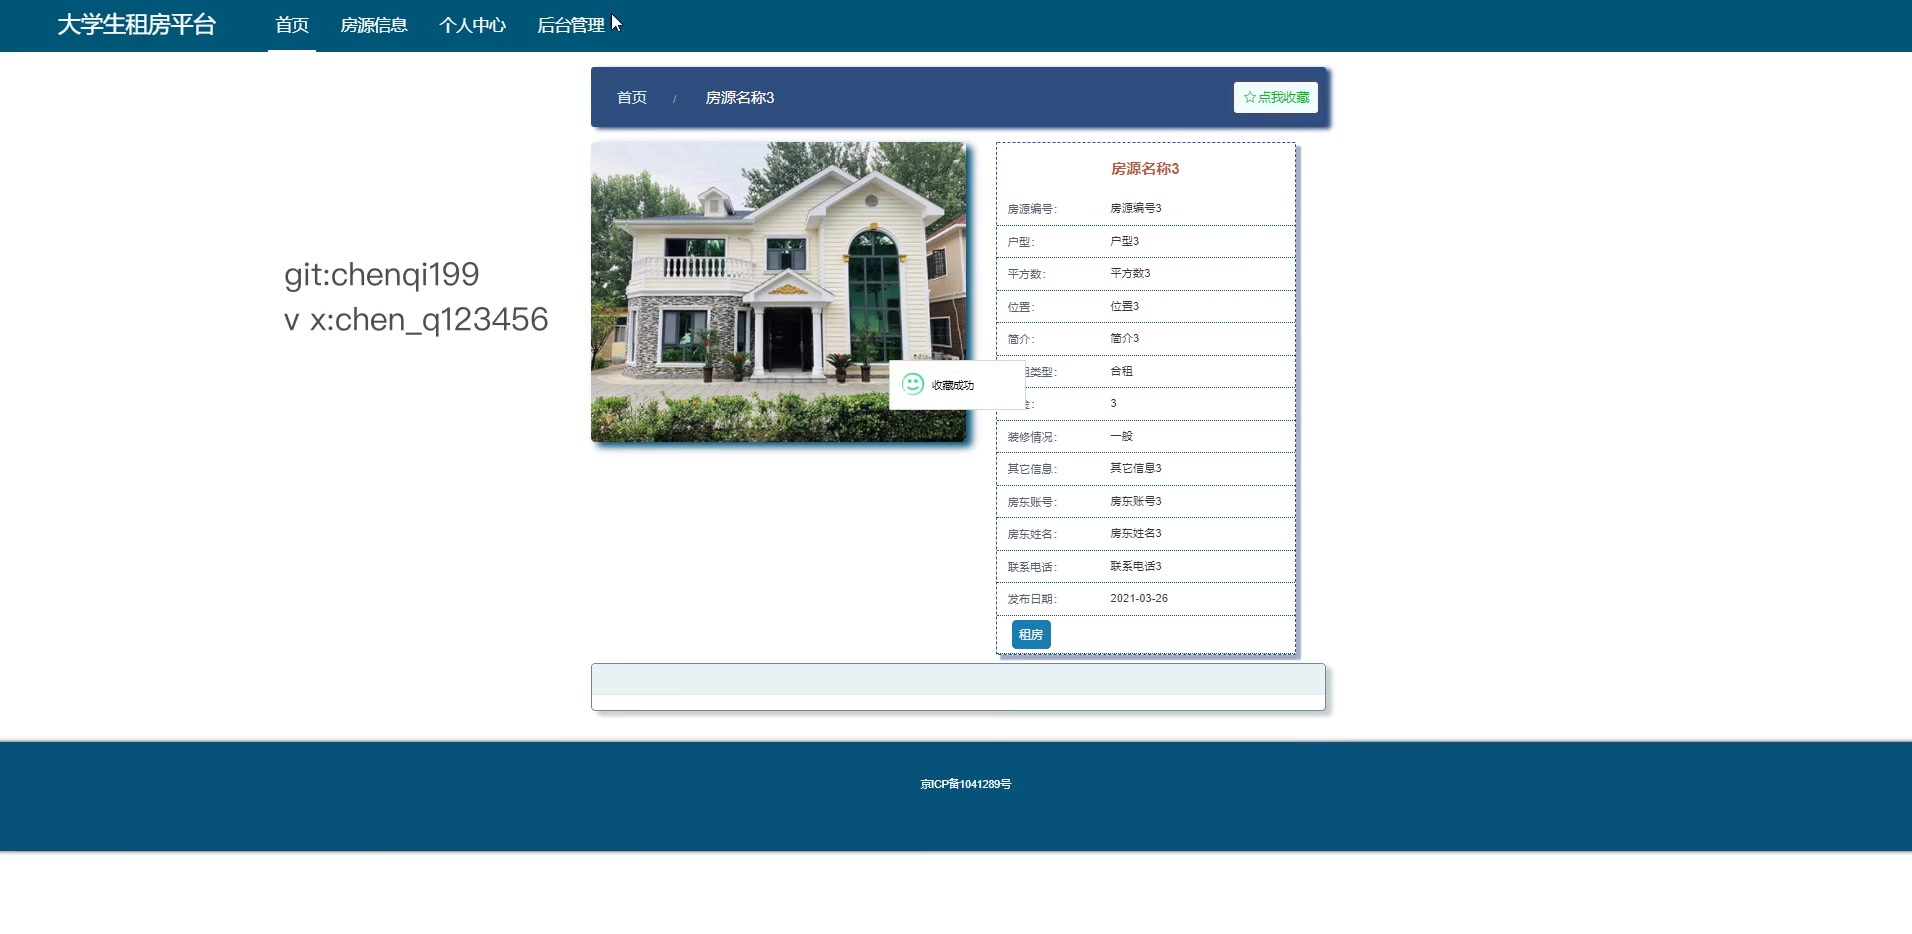 大学生租房平台
首页
房源信息
个人中心
后台管理
首页 / 房源名称3
☆点我收藏
git:chenqi199
v x:chen_q123456
房源名称3
房源编号: 房源编号3
户型: 户型3
平方数: 平方数3
位置: 位置3
简介: 简介3
租类型: 合租
3
收藏成功
装修情况: 一般
其它信息: 其它信息3
房东账号: 房东账号3
房东姓名: 房东姓名3
联系电话: 联系电话3
发布日期: 2021-03-26
租房
京ICP备1041289号